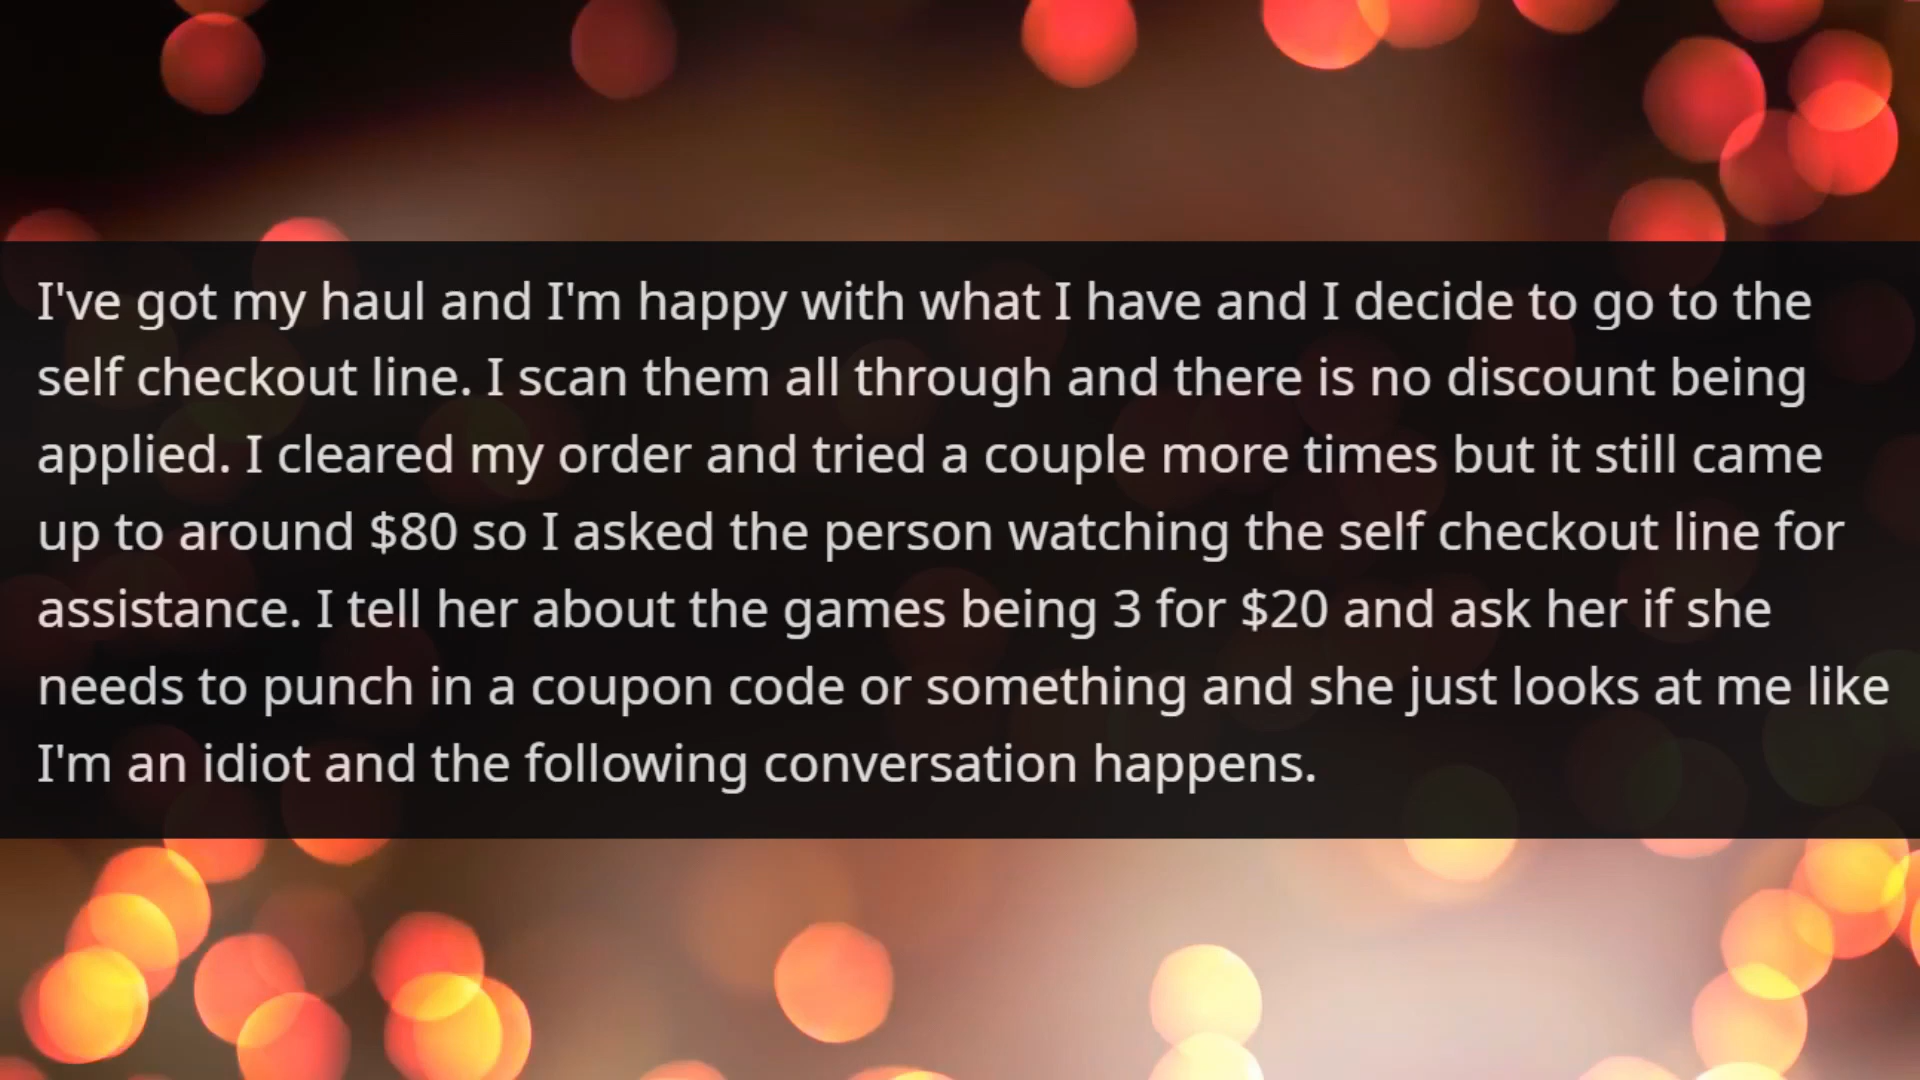 I've got my haul and I'm happy with what I have and I decide to go to the
self checkout line. I scan them all through and there is no discount being
applied. I cleared my order and tried a couple more times but it still came
up to around $80 so I asked the person watching the self checkout line for
assistance. I tell her about the games being 3 for $20 and ask her if she
needs to punch in a coupon code or something and she just looks at me like
I'm an idiot and the following conversation happens.